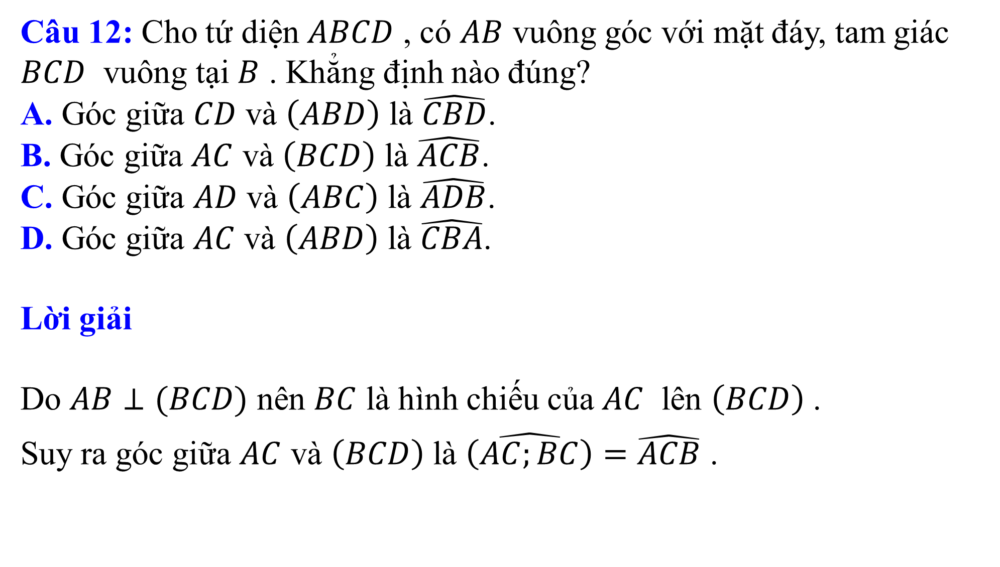 Câu 12: Cho tứ diện 𝐴𝐵𝐶𝐷 , có 𝐴𝐵 vuông góc với mặt đáy, tam giác
𝐵𝐶𝐷 vuông tại 𝐵 . Khẳng định nào đúng?
A. Góc giữa 𝐶𝐷 và (𝐴𝐵𝐷) là \widehat{𝐶𝐵𝐷}.
B. Góc giữa 𝐴𝐶 và (𝐵𝐶𝐷) là \widehat{𝐴𝐶𝐵}.
C. Góc giữa 𝐴𝐷 và (𝐴𝐵𝐶) là \widehat{𝐴𝐷𝐵}.
D. Góc giữa 𝐴𝐶 và (𝐴𝐵𝐷) là \widehat{𝐶𝐵𝐴}.
Lời giải
Do 𝐴𝐵 ⊥ (𝐵𝐶𝐷) nên 𝐵𝐶 là hình chiếu của 𝐴𝐶 lên (𝐵𝐶𝐷) .
Suy ra góc giữa 𝐴𝐶 và (𝐵𝐶𝐷) là \widehat{(𝐴𝐶; 𝐵𝐶)} = \widehat{𝐴𝐶𝐵} .